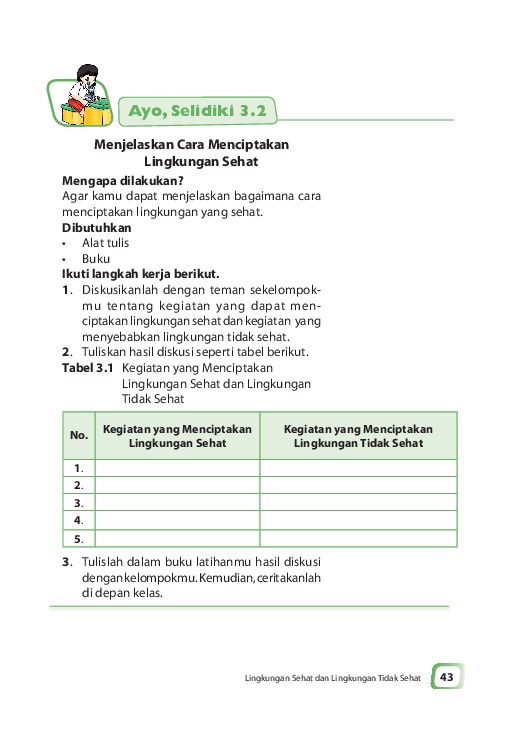 Ayo, Selidiki 3.2
Menjelaskan Cara Menciptakan
Lingkungan Sehat
Mengapa dilakukan?
Agar kamu dapat menjelaskan bagaimana cara
menciptakan lingkungan yang sehat.
Dibutuhkan
• Alat tulis
• Buku
Ikuti langkah kerja berikut.
1. Diskusikanlah dengan teman sekelompok-
mu tentang kegiatan yang dapat men-
ciptakan lingkungan sehat dan kegiatan yang
menyebabkan lingkungan tidak sehat.
2. Tuliskan hasil diskusi seperti tabel berikut.
Tabel 3.1 Kegiatan yang Menciptakan
Lingkungan Sehat dan Lingkungan
Tidak Sehat
No. Kegiatan yang Menciptakan Lingkungan Sehat Kegiatan yang Menciptakan Lingkungan Tidak Sehat
1.
2.
3.
4.
5.
3. Tulislah dalam buku latihanmu hasil diskusi
dengan kelompokmu. Kemudian, ceritakanlah
di depan kelas.
Lingkungan Sehat dan Lingkungan Tidak Sehat 43